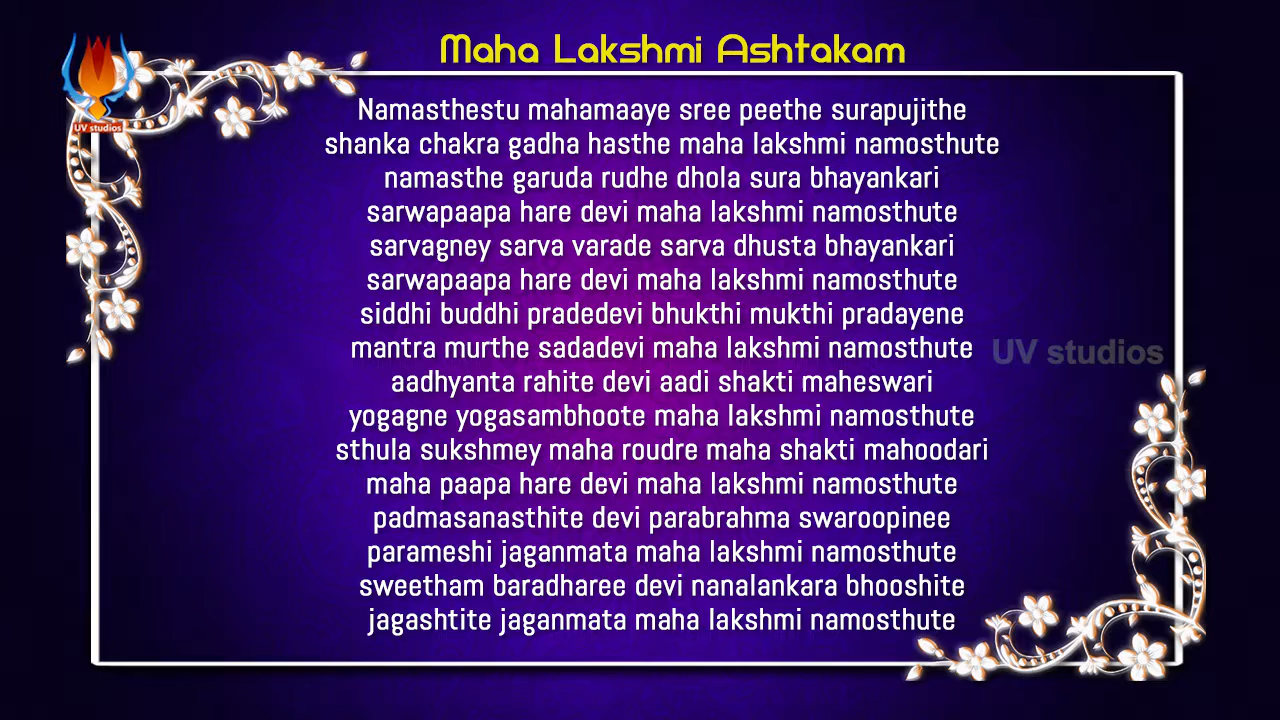 Maha Lakshmi Ashtakam
Namasthestu mahamaaye sree peethe surapujithe
shanka chakra gadha hasthe maha lakshmi namosthute
namasthe garuda rudhe dhola sura bhayankari
sarwapaapa hare devi maha lakshmi namosthute
sarvagney sarva varade sarva dhusta bhayankari
sarwapaapa hare devi maha lakshmi namosthute
siddhi buddhi pradedevi bhukthi mukthi pradayene
mantra murthe sadadevi maha lakshmi namosthute
aadhyanta rahite devi aadi shakti maheswari
yogagne yogasambhoote maha lakshmi namosthute
sthula sukshmey maha roudre maha shakti mahoodari
maha paapa hare devi maha lakshmi namosthute
padmasanasthite devi parabrahma swaroopinee
parameshi jaganmata maha lakshmi namosthute
sweetham baradharee devi nanalankara bhooshite
jagashtite jaganmata maha lakshmi namosthute
UV studios
UV studios